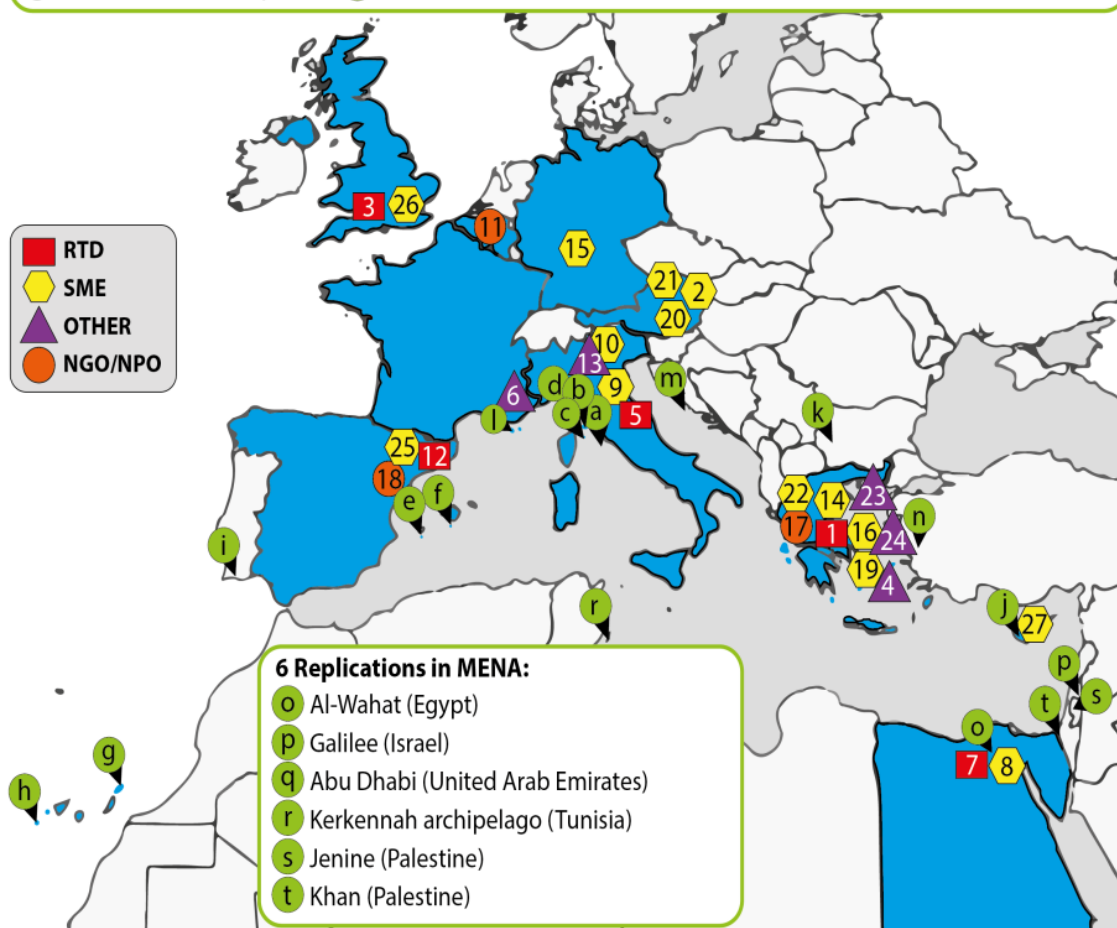 3
26
11
RTD
SME
OTHER
NGO/NPO
15
21
2
20
10
13
d
b
9
m
6
c
a
5
l
k
25
12
18
e
f
22
14
23
i
17
1
16
24
n
19
4
r
j
27
p
s
t
g
h
o
7
8
6 Replications in MENA:
o Al-Wahat (Egypt)
p Galilee (Israel)
q Abu Dhabi (United Arab Emirates)
r Kerkennah archipelago (Tunisia)
s Jenine (Palestine)
t Khan (Palestine)